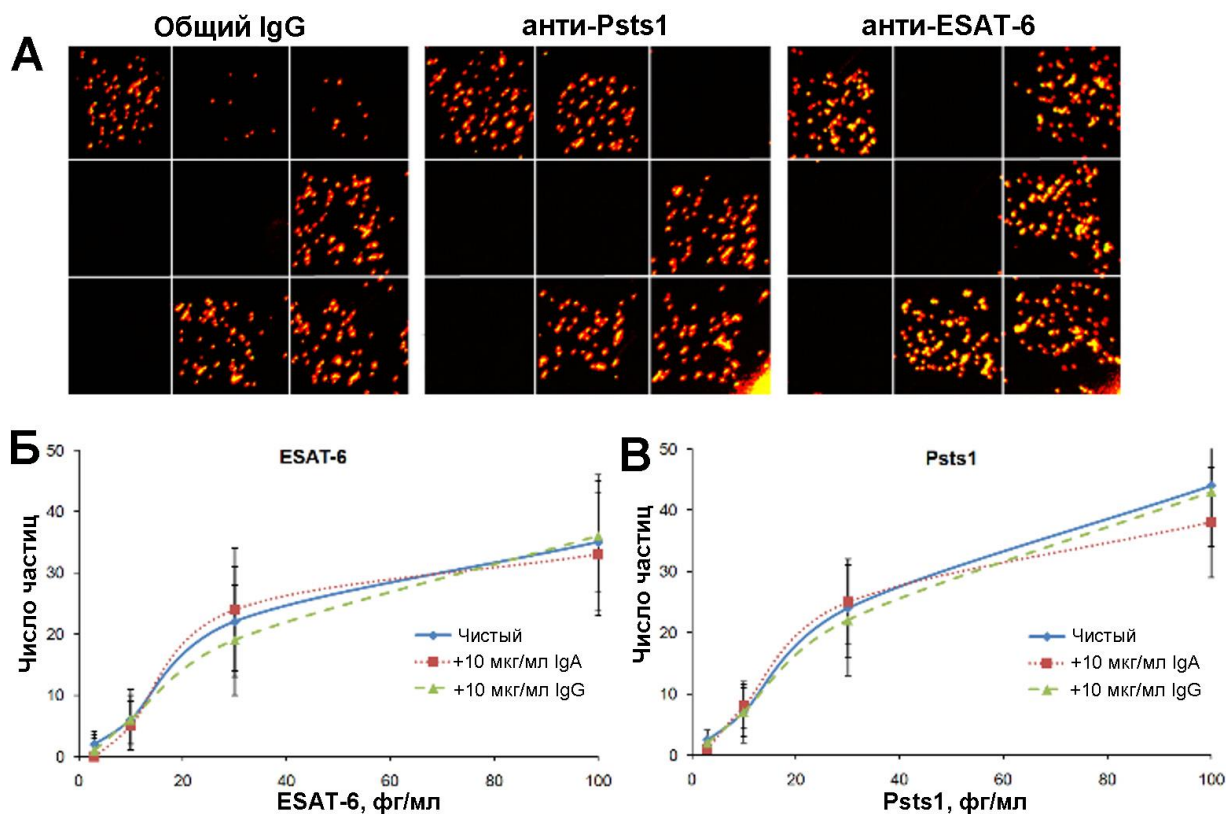 Общий IgG анти-Psts1 анти-ESAT-6
А
Б
ESAT-6
Число частиц
50
40
30
20
10
0
0 20 40 60 80 100
ESAT-6, фг/мл
Чистый
+10 мкг/мл IgA
+10 мкг/мл IgG
В
Psts1
Число частиц
50
40
30
20
10
0
0 20 40 60 80 100
Psts1, фг/мл
Чистый
+10 мкг/мл IgA
+10 мкг/мл IgG